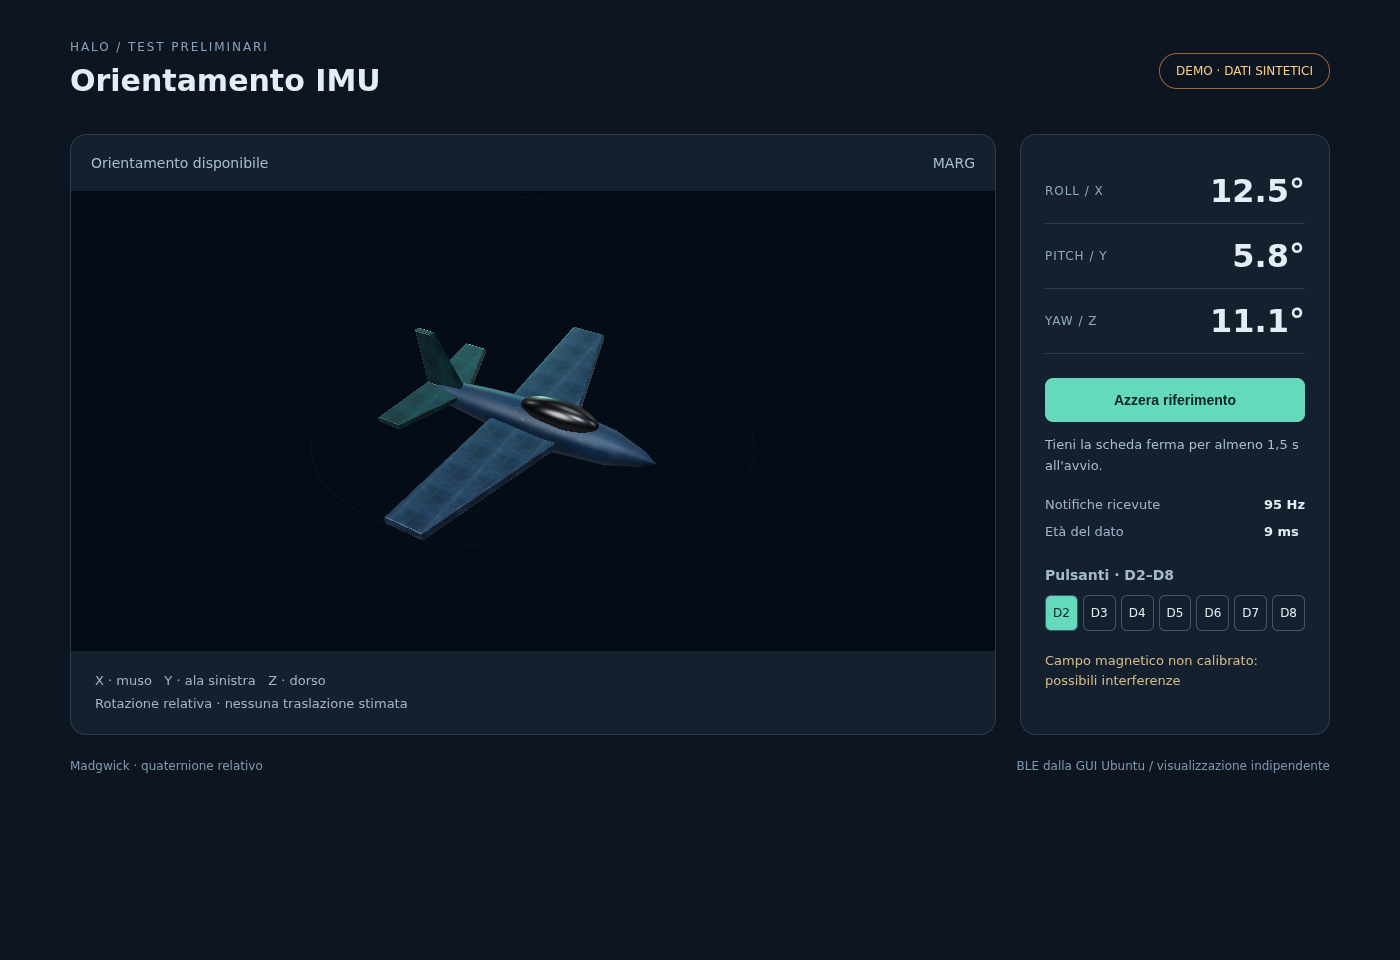 HALO / TEST PRELIMINARI
Orientamento IMU
DEMO · DATI SINTETICI
Orientamento disponibile
MARG
X · muso Y · ala sinistra Z · dorso
Rotazione relativa · nessuna traslazione stimata
ROLL / X
12.5°
PITCH / Y
5.8°
YAW / Z
11.1°
Azzera riferimento
Tieni la scheda ferma per almeno 1,5 s
all'avvio.
Notifiche ricevute
95 Hz
Età del dato
9 ms
Pulsanti · D2–D8
D2 D3 D4 D5 D6 D7 D8
Campo magnetico non calibrato:
possibili interferenze
Madgwick · quaternione relativo
BLE dalla GUI Ubuntu / visualizzazione indipendente